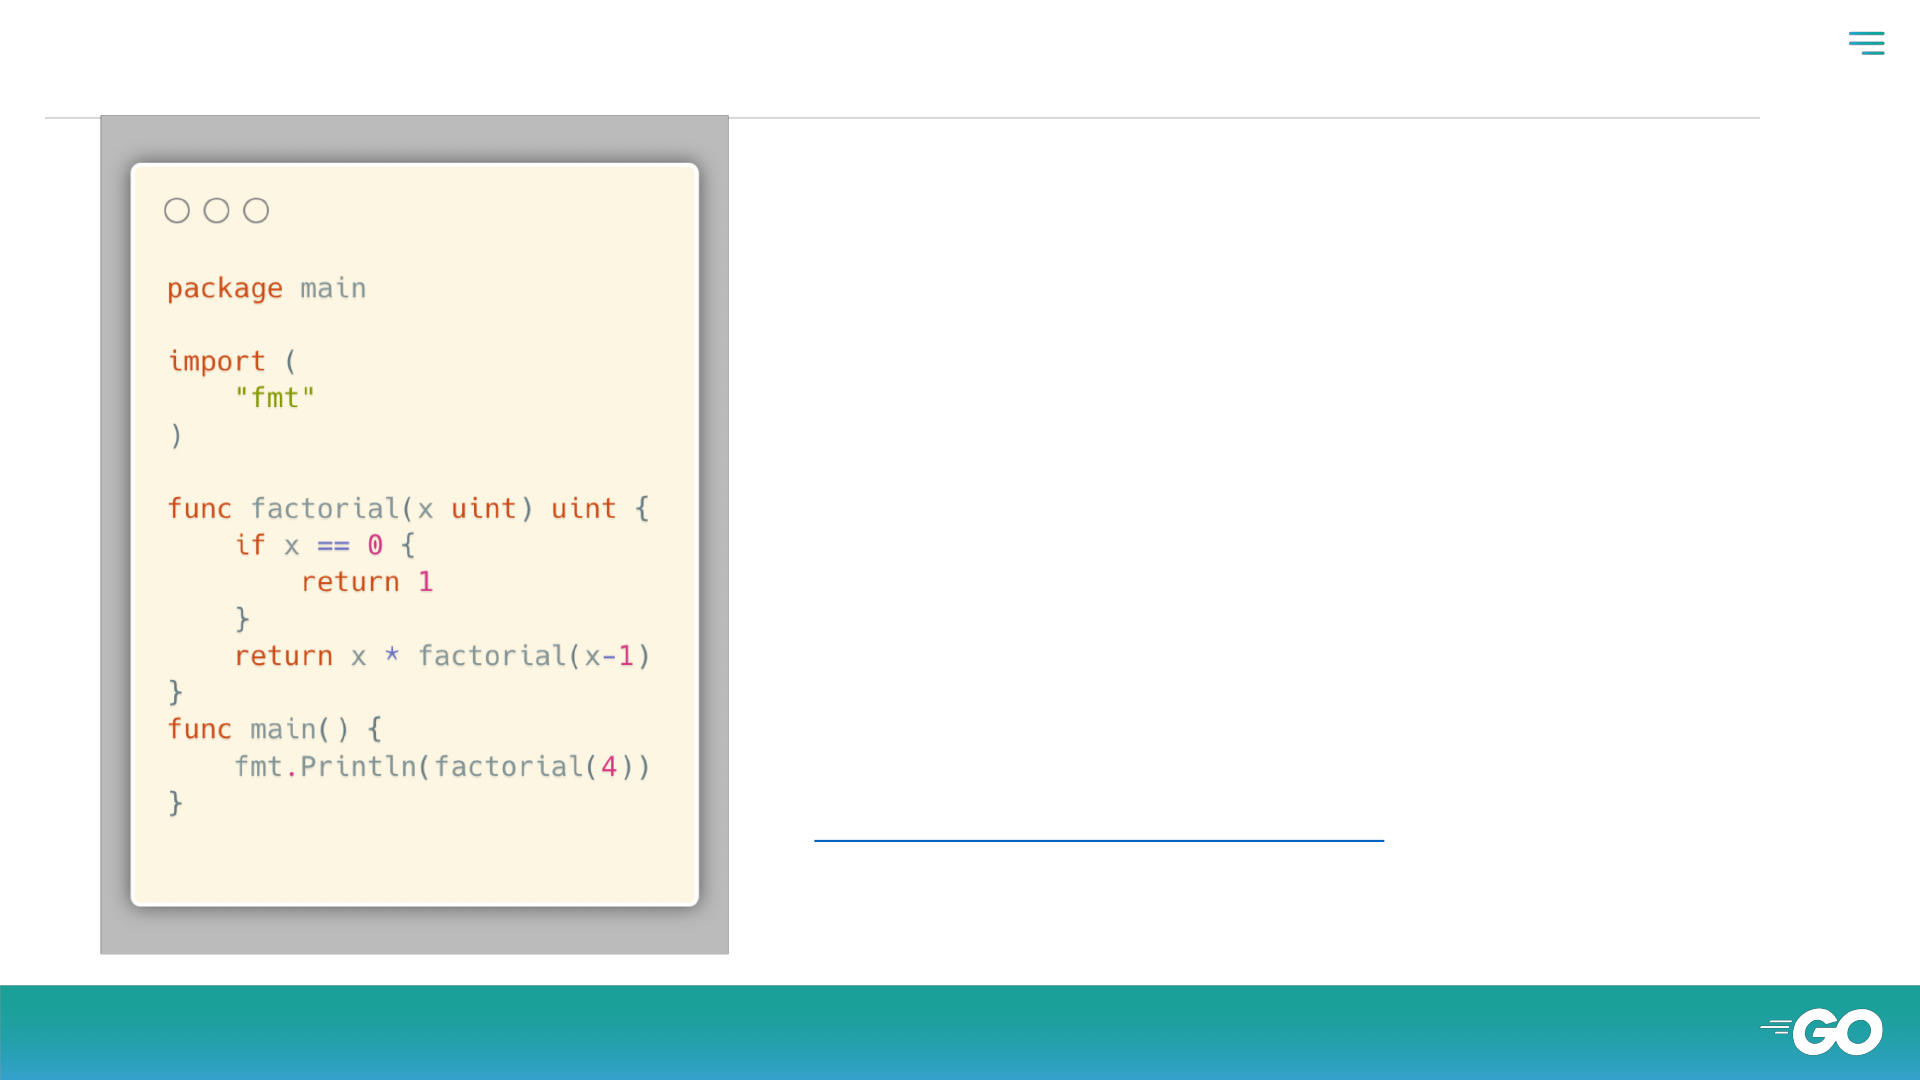 package main
import (
    "fmt"
)
func factorial(x uint) uint {
    if x == 0 {
        return 1
    }
    return x * factorial(x-1)
}
func main() {
    fmt.Println(factorial(4))
}
GO